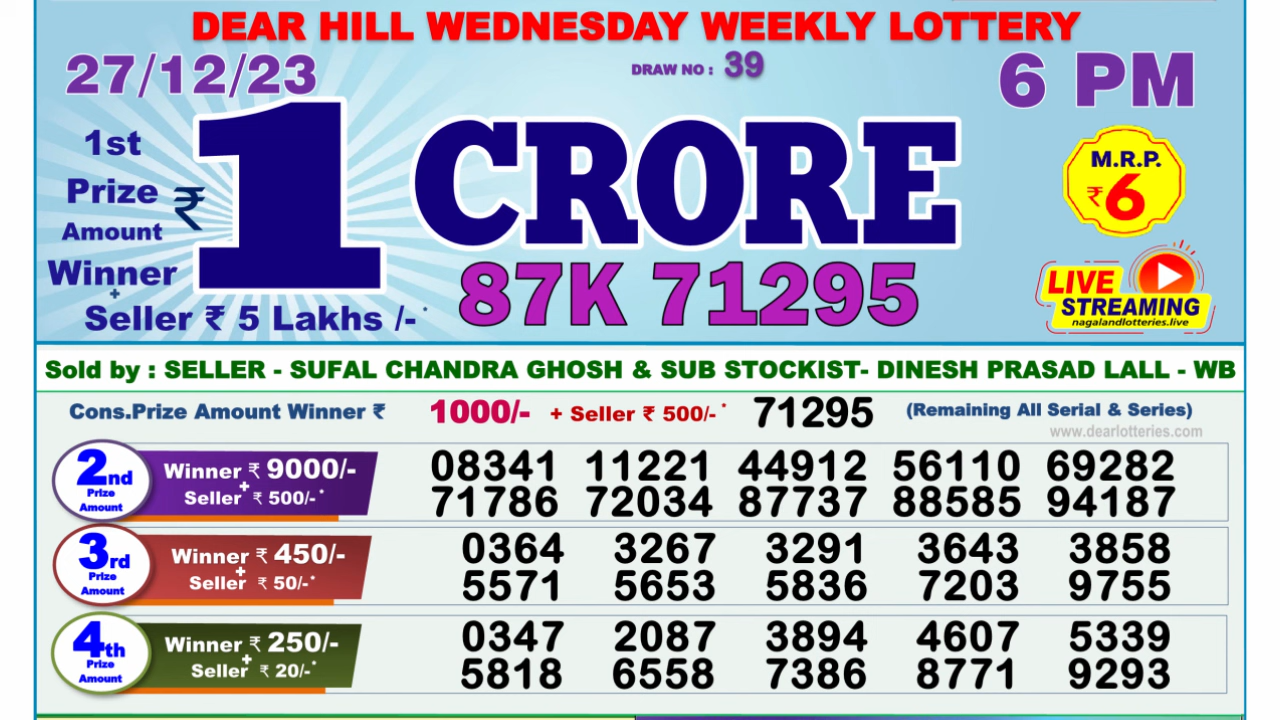 DEAR HILL WEDNESDAY WEEKLY LOTTERY
27/12/23
DRAW NO : 39
6 PM
1st
Prize
Amount
Winner
+
Seller ₹ 5 Lakhs /-*
₹ 1 CRORE
87K 71295
M.R.P.
₹6
LIVE
STREAMING
nagalandlotteries.live
Sold by : SELLER - SUFAL CHANDRA GHOSH & SUB STOCKIST- DINESH PRASAD LALL - WB
Cons.Prize Amount Winner ₹ 1000/- + Seller ₹ 500/-* 71295 (Remaining All Serial & Series)
www.dearlotteries.com
2nd
Prize
Amount
Winner ₹ 9000/-
+
Seller ₹ 500/-*
08341 11221 44912 56110 69282
71786 72034 87737 88585 94187
3rd
Prize
Amount
Winner ₹ 450/-
+
Seller ₹ 50/-*
0364 3267 3291 3643 3858
5571 5653 5836 7203 9755
4th
Prize
Amount
Winner ₹ 250/-
+
Seller ₹ 20/-*
0347 2087 3894 4607 5339
5818 6558 7386 8771 9293